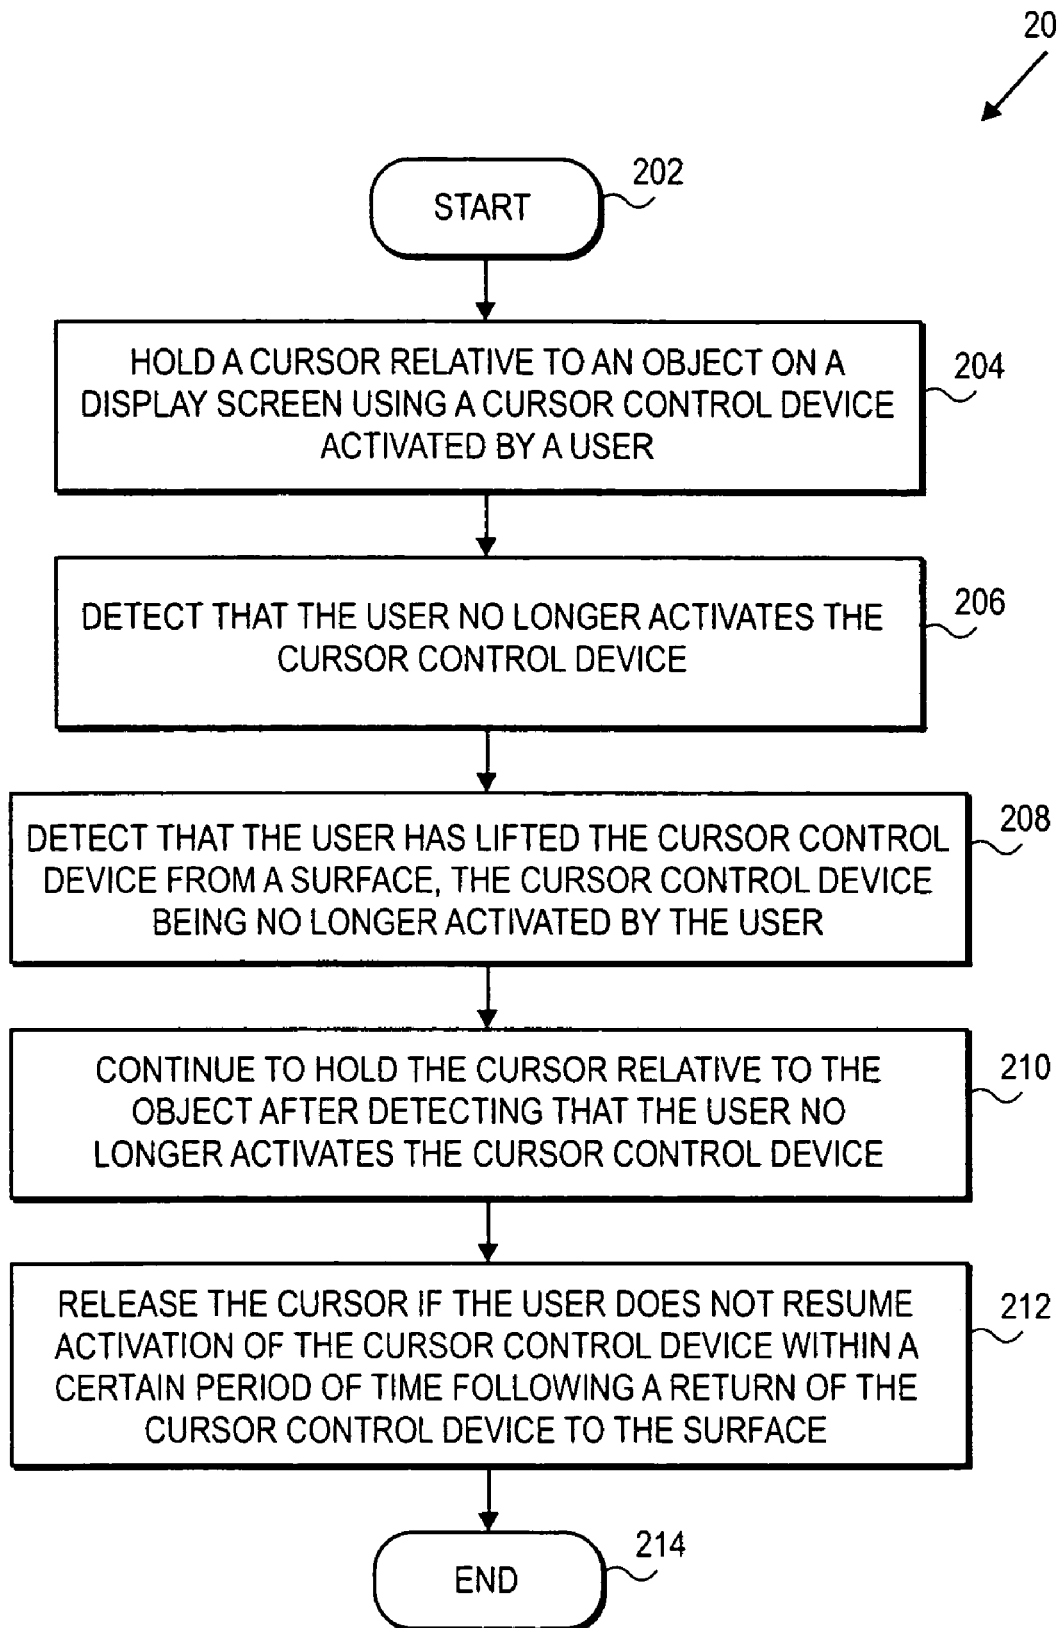 20
START
202
HOLD A CURSOR RELATIVE TO AN OBJECT ON A
DISPLAY SCREEN USING A CURSOR CONTROL DEVICE
ACTIVATED BY A USER
204
DETECT THAT THE USER NO LONGER ACTIVATES THE
CURSOR CONTROL DEVICE
206
DETECT THAT THE USER HAS LIFTED THE CURSOR CONTROL
DEVICE FROM A SURFACE, THE CURSOR CONTROL DEVICE
BEING NO LONGER ACTIVATED BY THE USER
208
CONTINUE TO HOLD THE CURSOR RELATIVE TO THE
OBJECT AFTER DETECTING THAT THE USER NO
LONGER ACTIVATES THE CURSOR CONTROL DEVICE
210
RELEASE THE CURSOR IF THE USER DOES NOT RESUME
ACTIVATION OF THE CURSOR CONTROL DEVICE WITHIN A
CERTAIN PERIOD OF TIME FOLLOWING A RETURN OF THE
CURSOR CONTROL DEVICE TO THE SURFACE
212
END
214